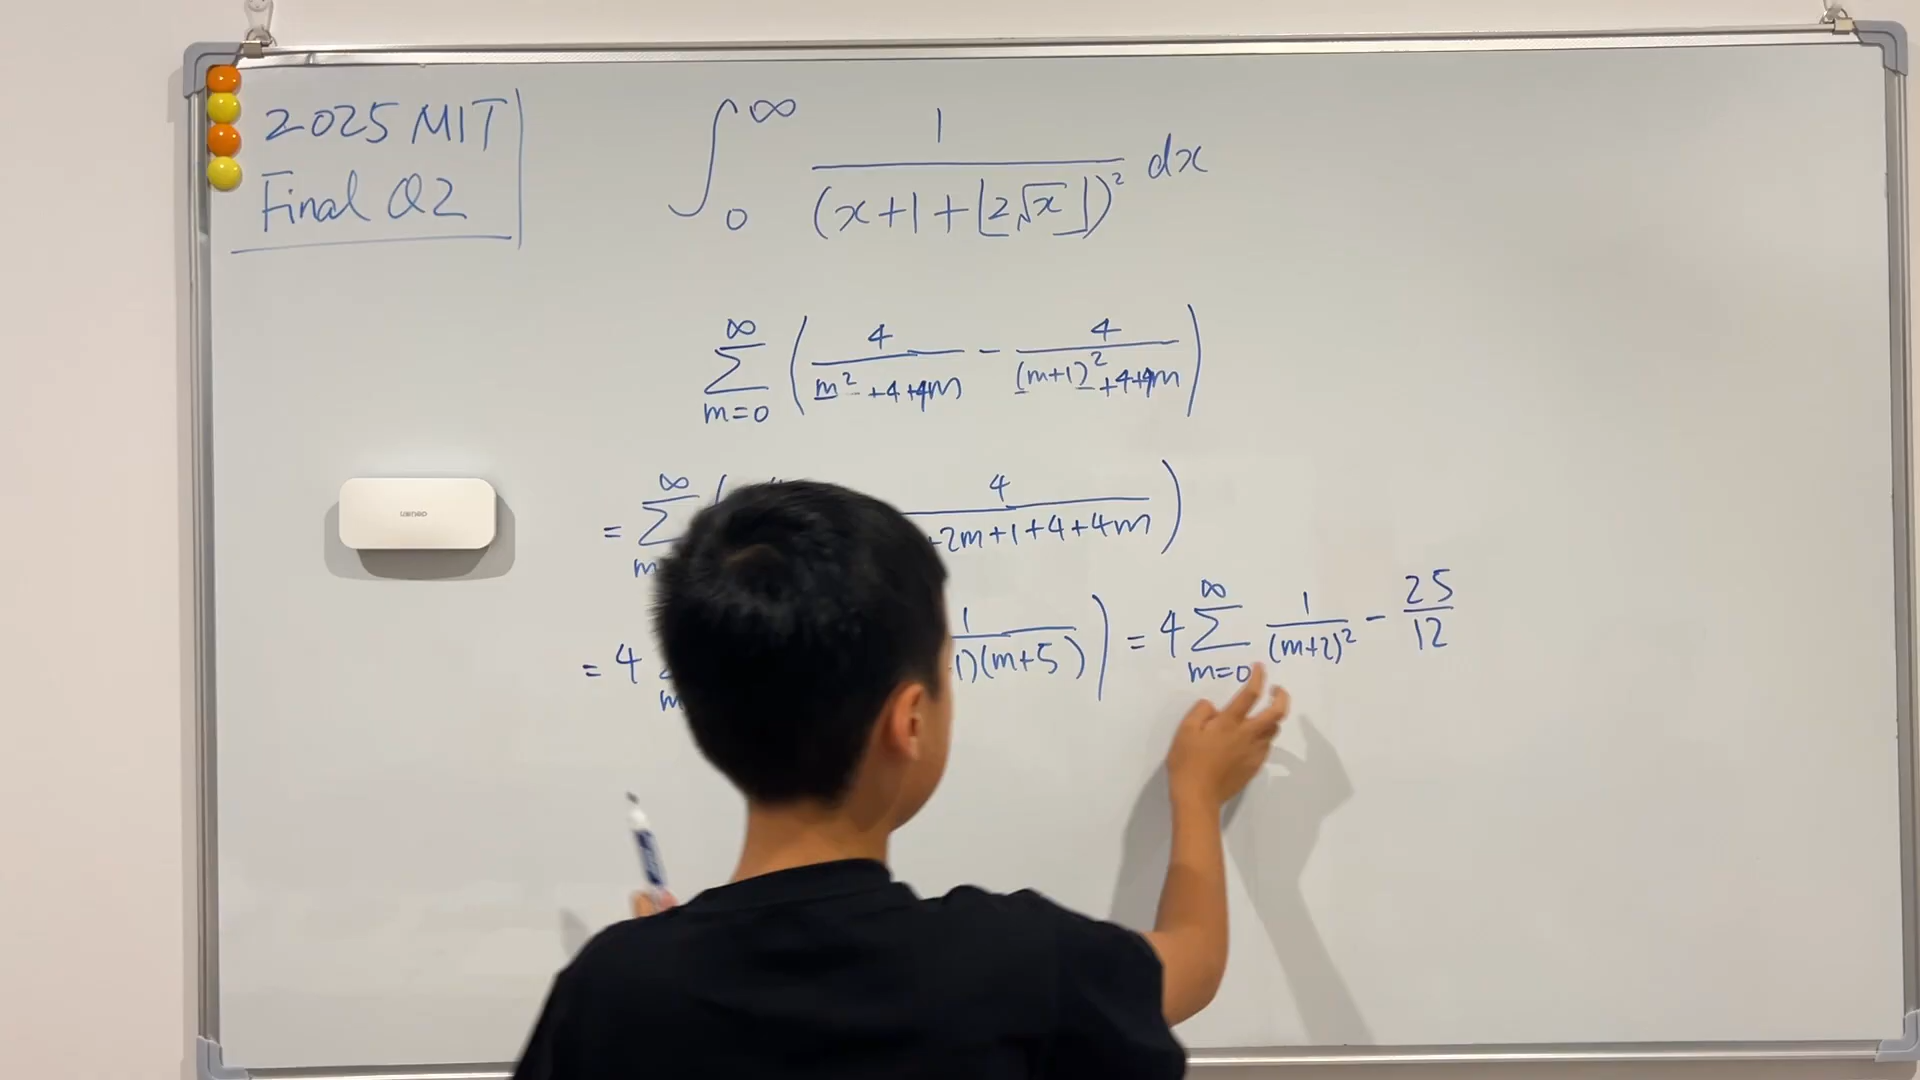 2025 MIT
Final Q2
∫₀^∞ 1/(x+1+⌊2√x⌋)² dx
∑_{m=0}^∞ (4/(m²+4+4m) - 4/((m+1)²+4+4m))
= ∑^∞ ( 4/(+2m+1+4+4m))
= 4 1/(1)(m+5)) = 4 ∑_{m=0}^∞ 1/(m+2)² - 25/12